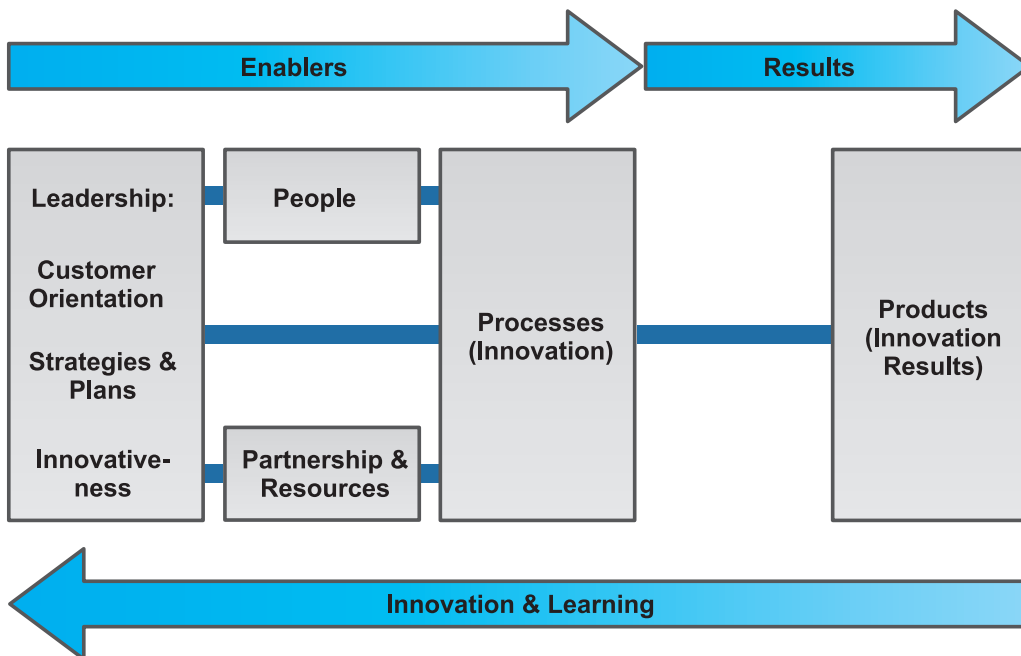 Enablers
Results
Leadership:
Customer
Orientation
Strategies &
Plans
Innovative-
ness
People
Partnership &
Resources
Processes
(Innovation)
Products
(Innovation
Results)
Innovation & Learning